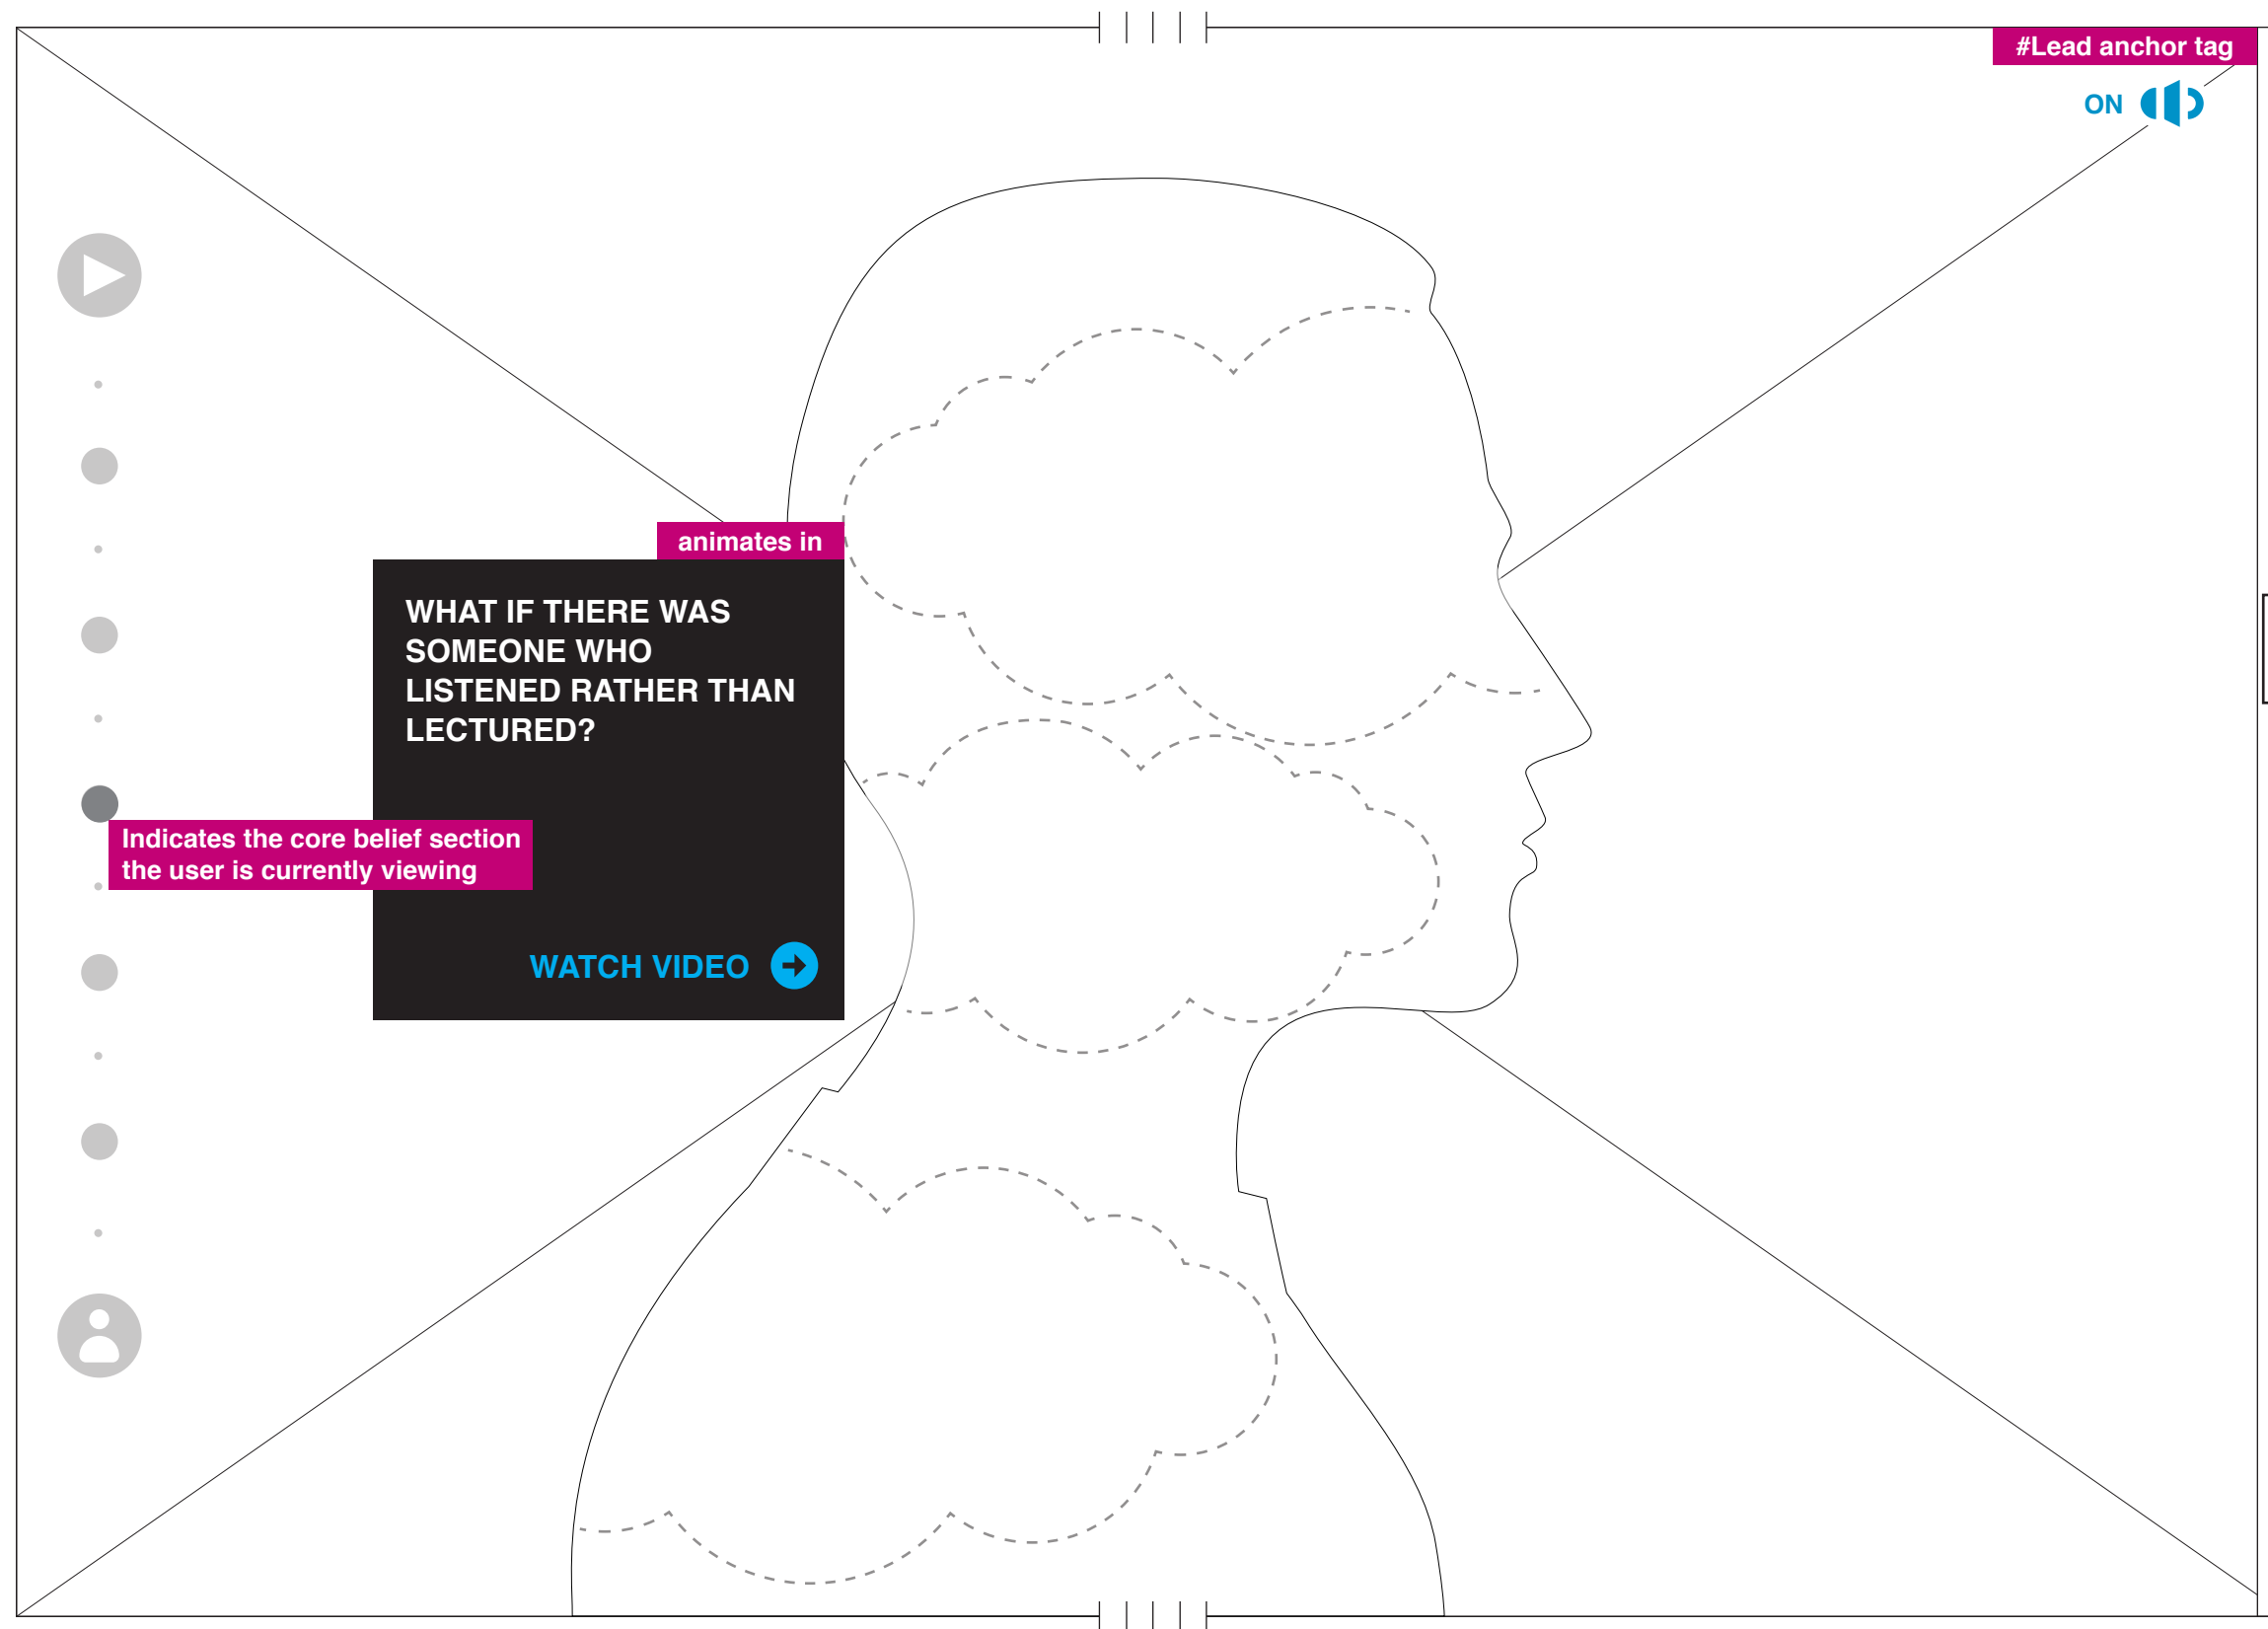 #Lead anchor tag
ON
animates in
WHAT IF THERE WAS
SOMEONE WHO
LISTENED RATHER THAN
LECTURED?
Indicates the core belief section
the user is currently viewing
WATCH VIDEO